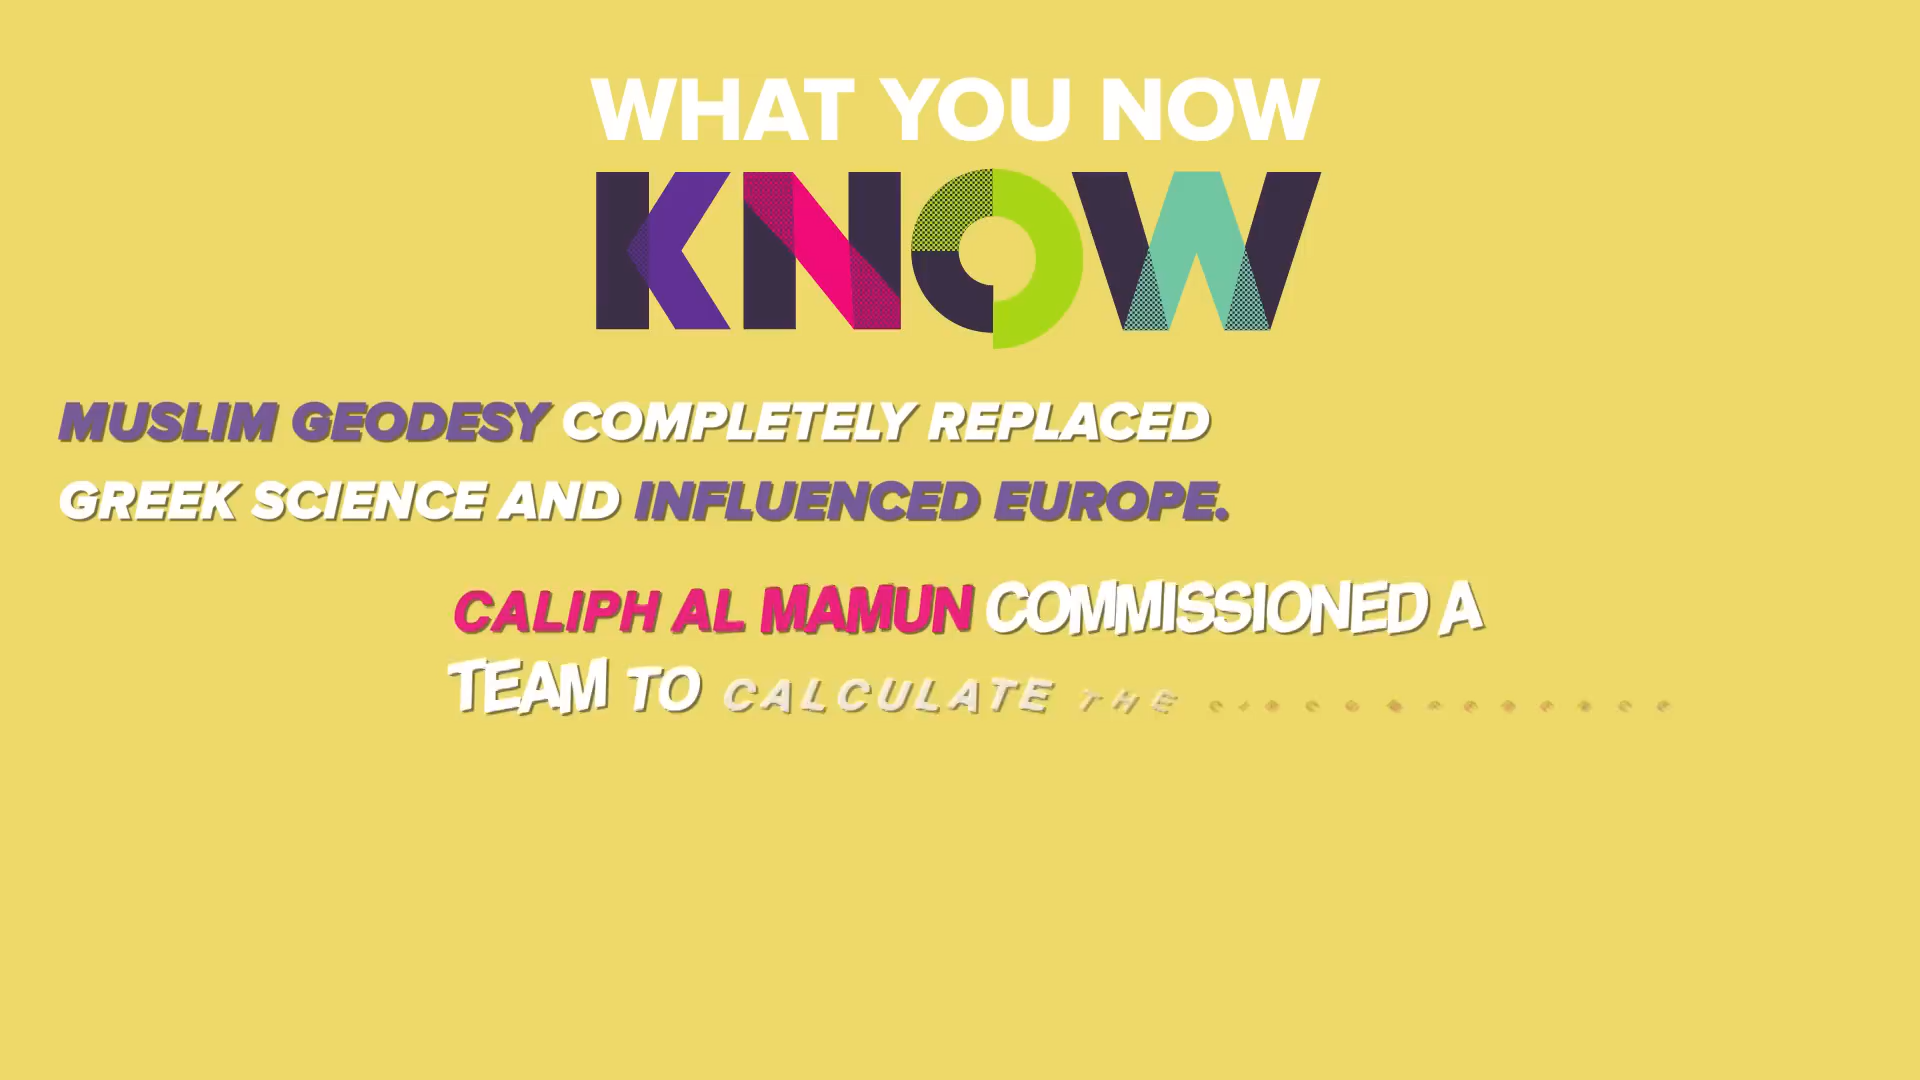 WHAT YOU NOW
KNOW
MUSLIM GEODESY COMPLETELY REPLACED
GREEK SCIENCE AND INFLUENCED EUROPE.
CALIPH AL MAMUN COMMISSIONED A
TEAM TO CALCULATE THE